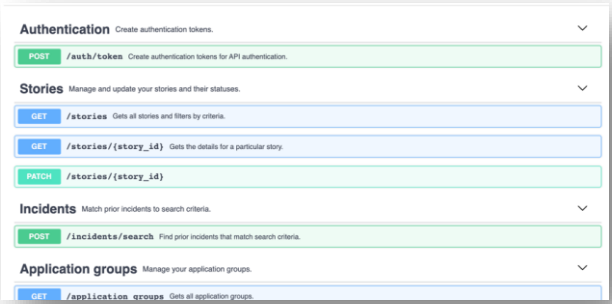 Authentication Create authentication tokens.
POST /auth/token Create authentication tokens for API authentication.
Stories Manage and update your stories and their statuses.
GET /stories Gets all stories and filters by criteria.
GET /stories/{story_id} Gets the details for a particular story.
PATCH /stories/{story_id}
Incidents Match prior incidents to search criteria.
POST /incidents/search Find prior incidents that match search criteria.
Application groups Manage your application groups.
GET /application_groups Gets all application groups.